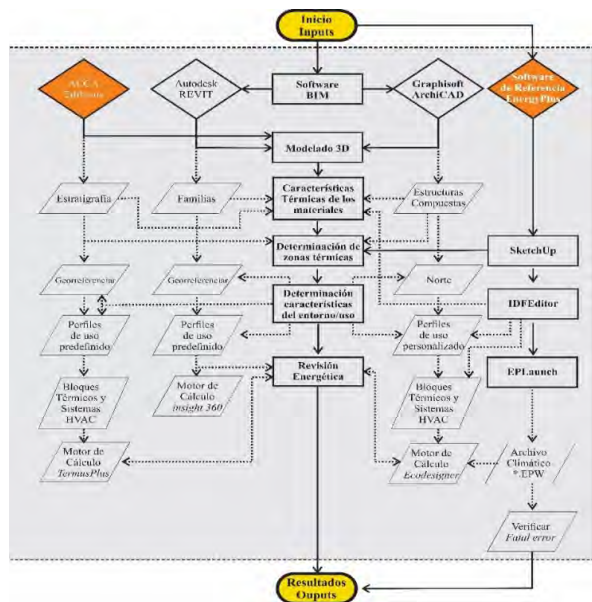 Inicio
Inputs
ACCA
Edificius
Autodesk
REVIT
Software
BIM
Graphisoft
ArchiCAD
Software
de Referencia
EnergyPlus
Modelado 3D
Estratigrafía
Familias
Características
Térmicas de los
materiales
Estructuras
Compuestas
Determinación de
zonas térmicas
SketchUp
Georreferenciar
Georreferenciar
Norte
Determinación
características
del entorno/uso
IDFEditor
Perfiles
de uso
predefinido
Perfiles
de uso
predefinido
Perfiles
de uso
personalizado
Revisión
Energética
EPLaunch
Bloques
Térmicos y
Sistemas
HVAC
Motor de
Cálculo
insight 360
Bloques
Térmicos y
Sistemas
HVAC
Motor de
Cálculo
TermusPlus
Motor de
Cálculo
Ecodesigner
Archivo
Climático
*.EPW
Verificar
Fatal error
Resultados
Ouputs